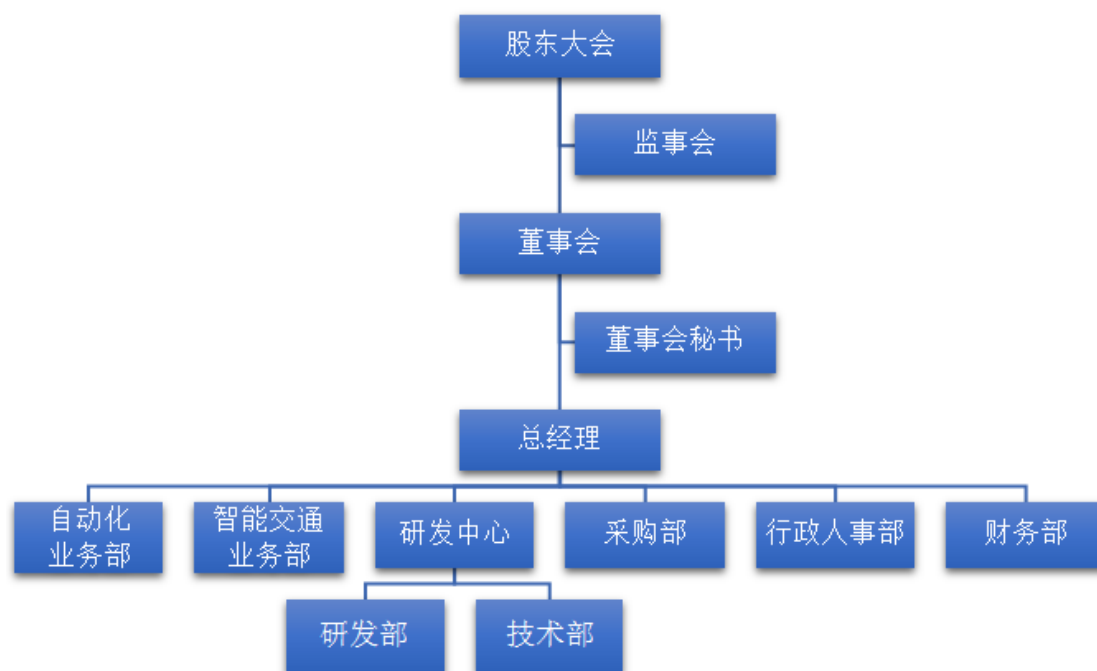 股东大会
监事会
董事会
董事会秘书
总经理
自动化
业务部
智能交通
业务部
研发中心
采购部
行政人事部
财务部
研发部
技术部